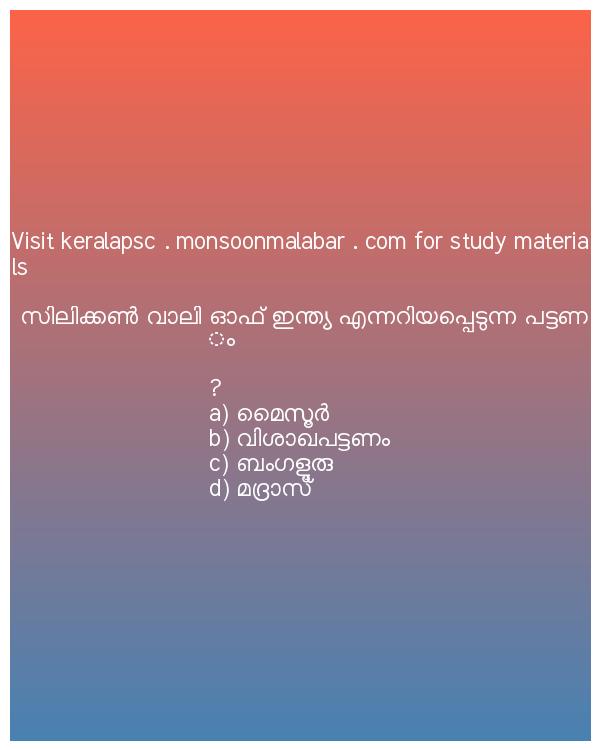 Visit keralapsc . monsoonmalabar . com for study materia
ls
സിലിക്കൺ വാലി ഓഫ് ഇന്ത്യ എന്നറിയപ്പെടുന്ന പട്ടണ
ം
?
a) മൈസൂർ
b) വിശാഖപട്ടണം
c) ബംഗളൂരു
d) മദ്രാസ്